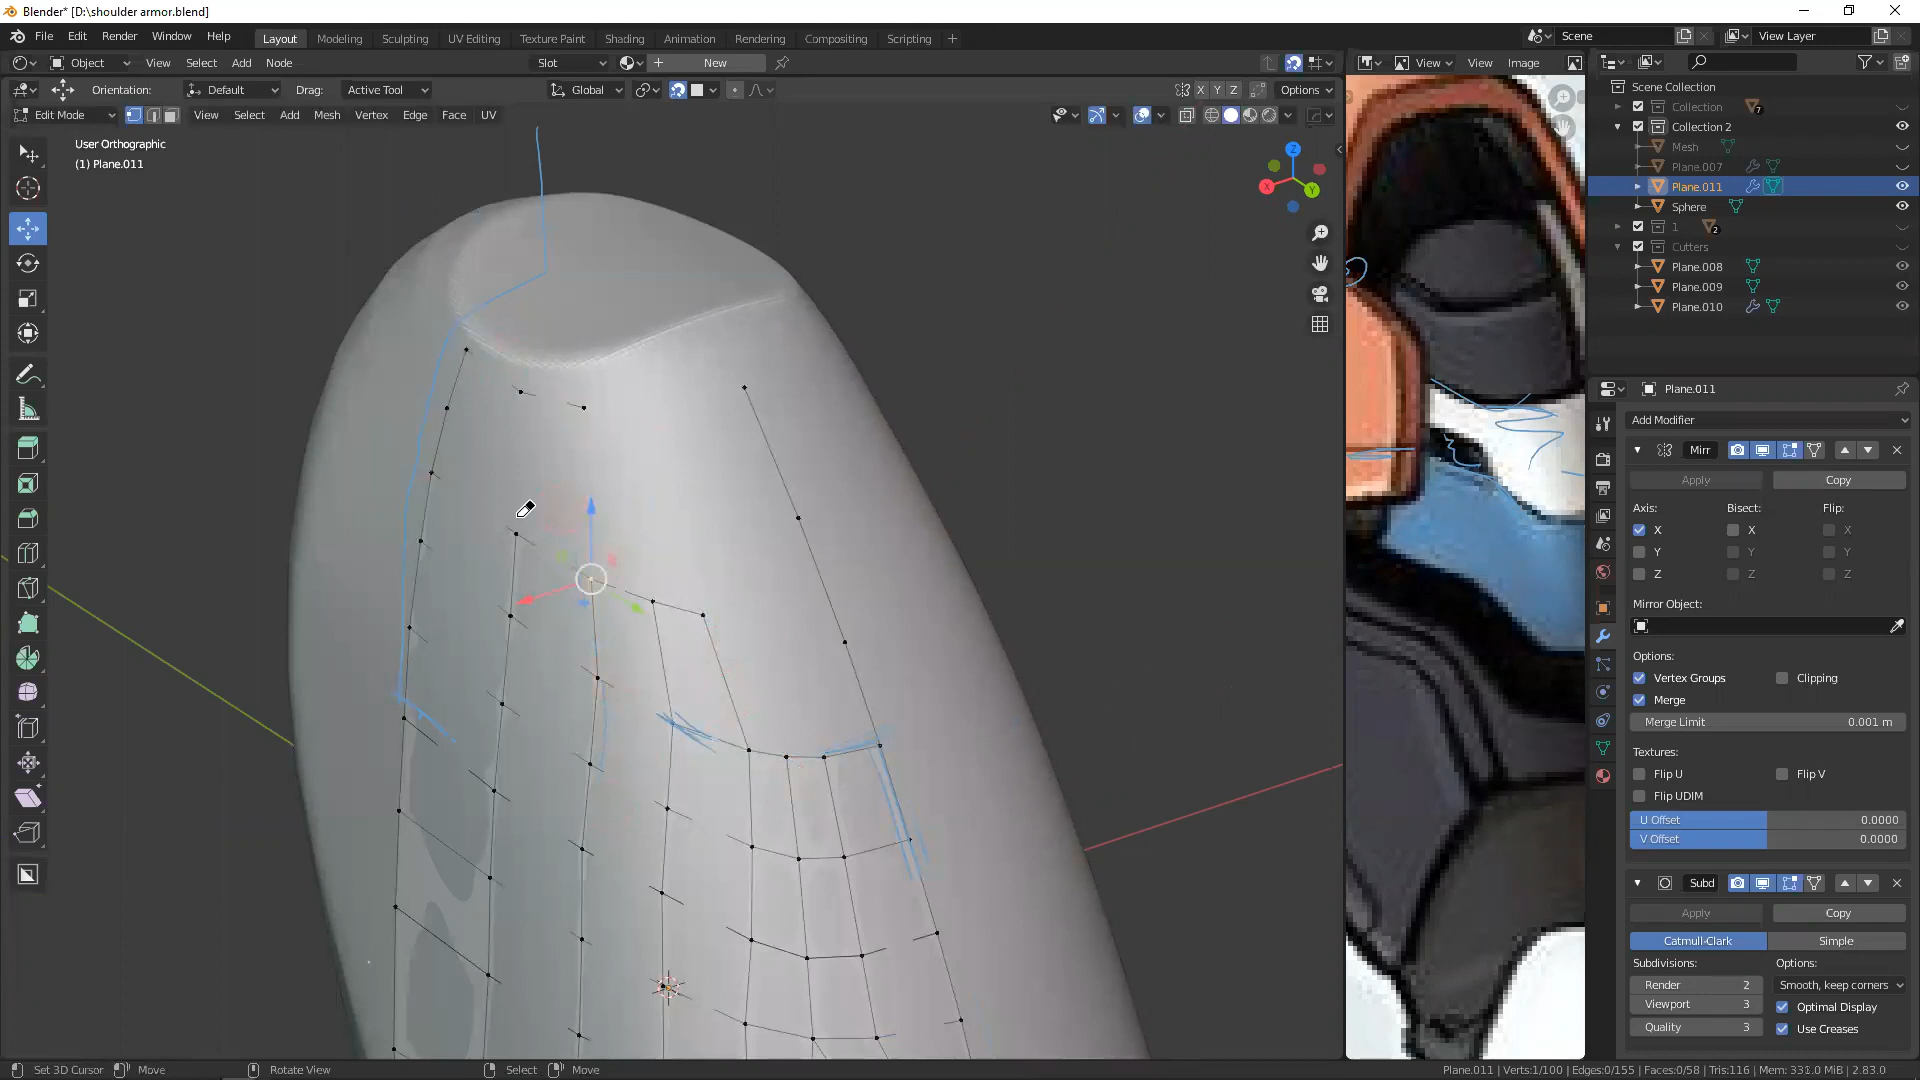 Blender* [D:\shoulder armor.blend]
File Edit Render Window Help Layout Modeling Sculpting UV Editing Texture Paint Shading Animation Rendering Compositing Scripting Scene View Layer
Object View Select Add Node Slot New View View Image
Orientation: Default Drag: Active Tool Global X Y Z Options
Edit Mode View Select Add Mesh Vertex Edge Face UV
User Orthographic
(1) Plane.011
Z
X
Y
Scene Collection
Collection 7
Collection 2
Mesh
Plane.007
Plane.011
Sphere
1 2
Cutters
Plane.008
Plane.009
Plane.010
Plane.011
Add Modifier
Mirr
Apply Copy
Axis: Bisect: Flip:
X X X
Y Y Y
Z Z Z
Mirror Object:
Options:
Vertex Groups Clipping
Merge
Merge Limit 0.001 m
Textures:
Flip U Flip V
Flip UDIM
U Offset 0.0000
V Offset 0.0000
Subd
Apply Copy
Catmull-Clark Simple
Subdivisions: Options:
Render 2 Smooth, keep corners
Viewport 3 Optimal Display
Quality 3 Use Creases
Set 3D Cursor Move Rotate View Select Move Plane.011 | Verts:1/100 | Edges:0/155 | Faces:0/58 | Tris:116 | Mem: 331.0 MiB | 2.83.0